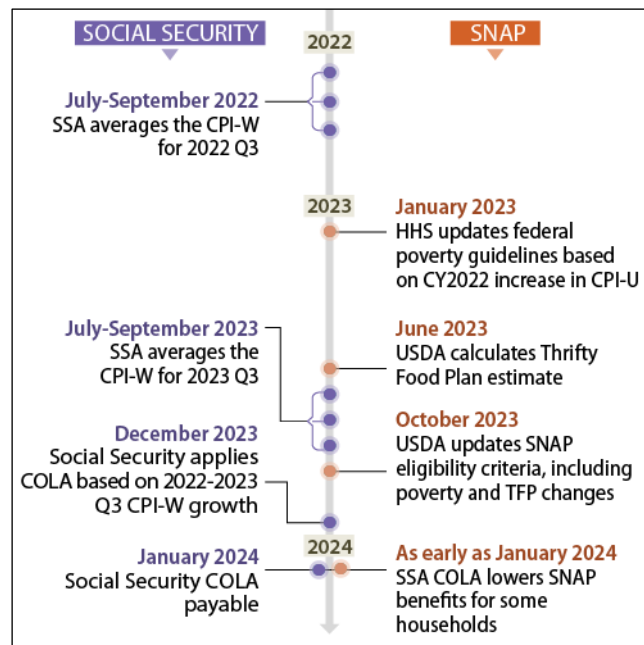 SOCIAL SECURITY
SNAP
2022
July-September 2022
SSA averages the CPI-W
for 2022 Q3
2023
January 2023
HHS updates federal
poverty guidelines based
on CY2022 increase in CPI-U
July-September 2023
SSA averages the
CPI-W for 2023 Q3
June 2023
USDA calculates Thrifty
Food Plan estimate
October 2023
USDA updates SNAP
eligibility criteria, including
poverty and TFP changes
December 2023
Social Security applies
COLA based on 2022-2023
Q3 CPI-W growth
2024
January 2024
Social Security COLA
payable
As early as January 2024
SSA COLA lowers SNAP
benefits for some
households